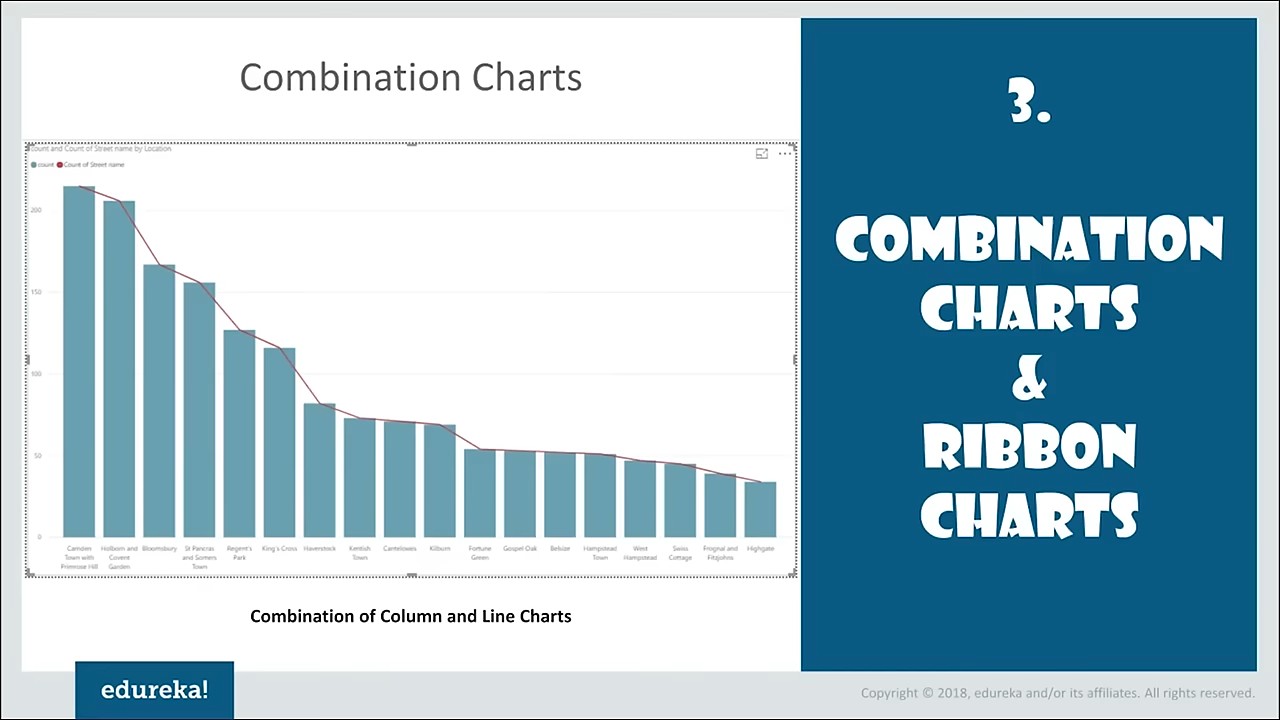 Combination Charts
count and Count of Street name by Location
count Count of Street name
200
150
100
50
0
Camden Town with Primrose Hill
Holborn and Covent Garden
Bloomsbury
St Pancras and Somers Town
Regent's Park
King's Cross
Haverstock
Kentish Town
Cantelowes
Kilburn
Fortune Green
Gospel Oak
Belsize
Hampstead Town
West Hampstead
Swiss Cottage
Frognal and Fitzjohns
Highgate
Combination of Column and Line Charts
3.
COMBINATION
CHARTS
&
RIBBON
CHARTS
edureka!
Copyright © 2018, edureka and/or its affiliates. All rights reserved.